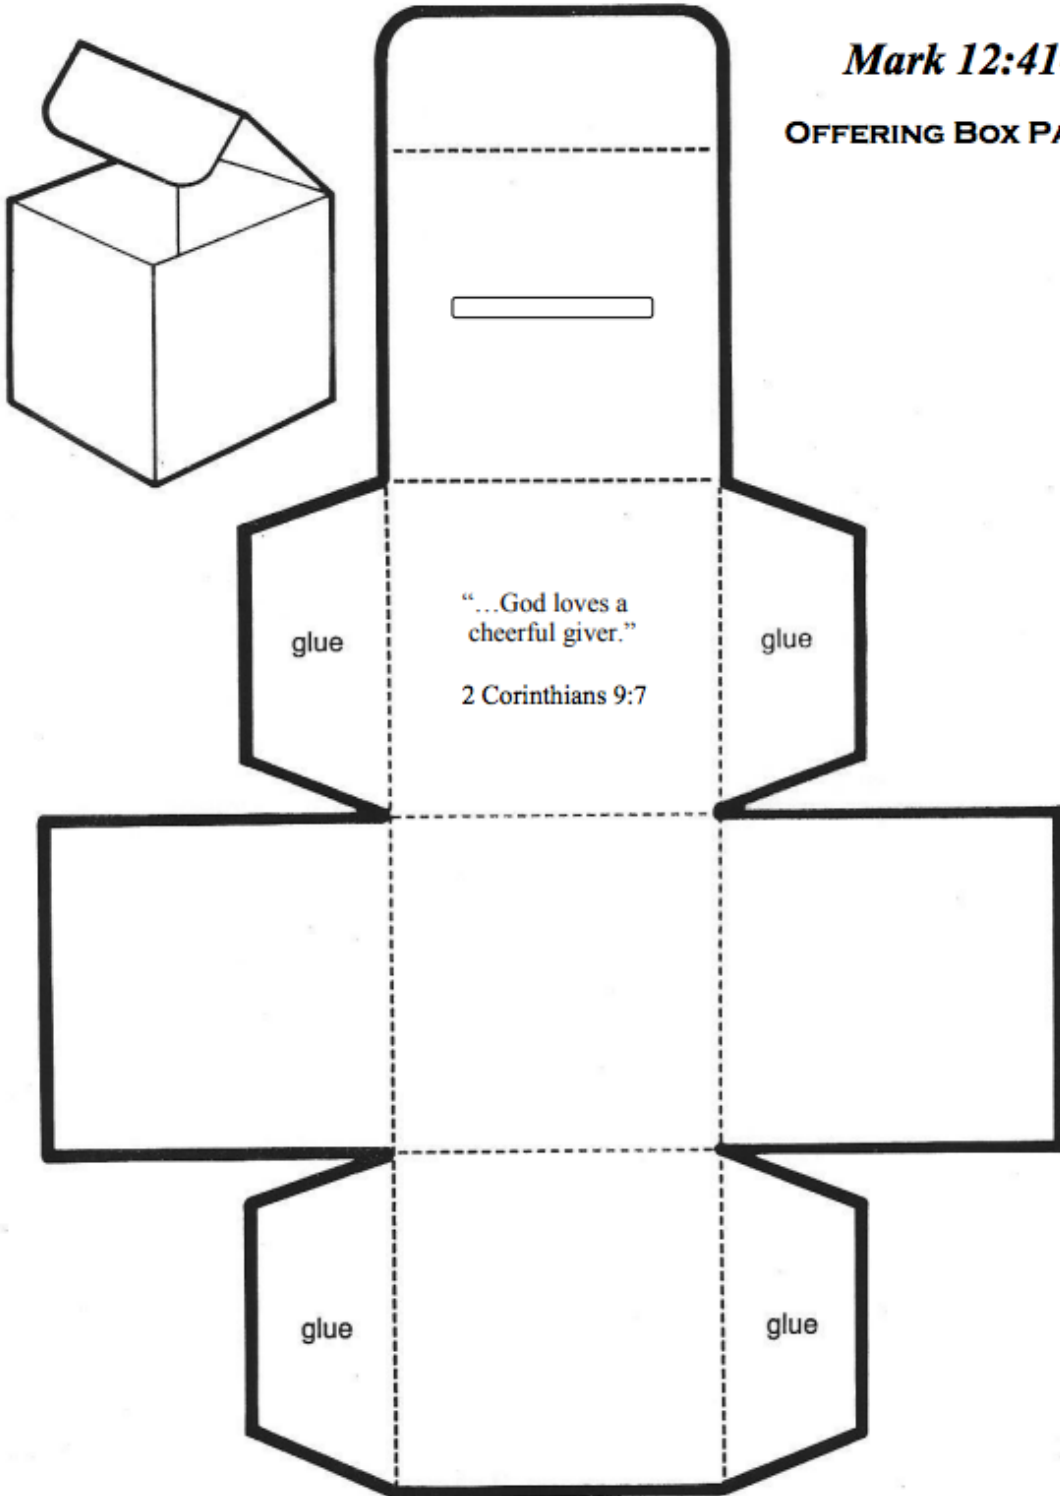 Mark 12:41
OFFERING BOX PA
"…God loves a
cheerful giver."
2 Corinthians 9:7
glue
glue
glue
glue